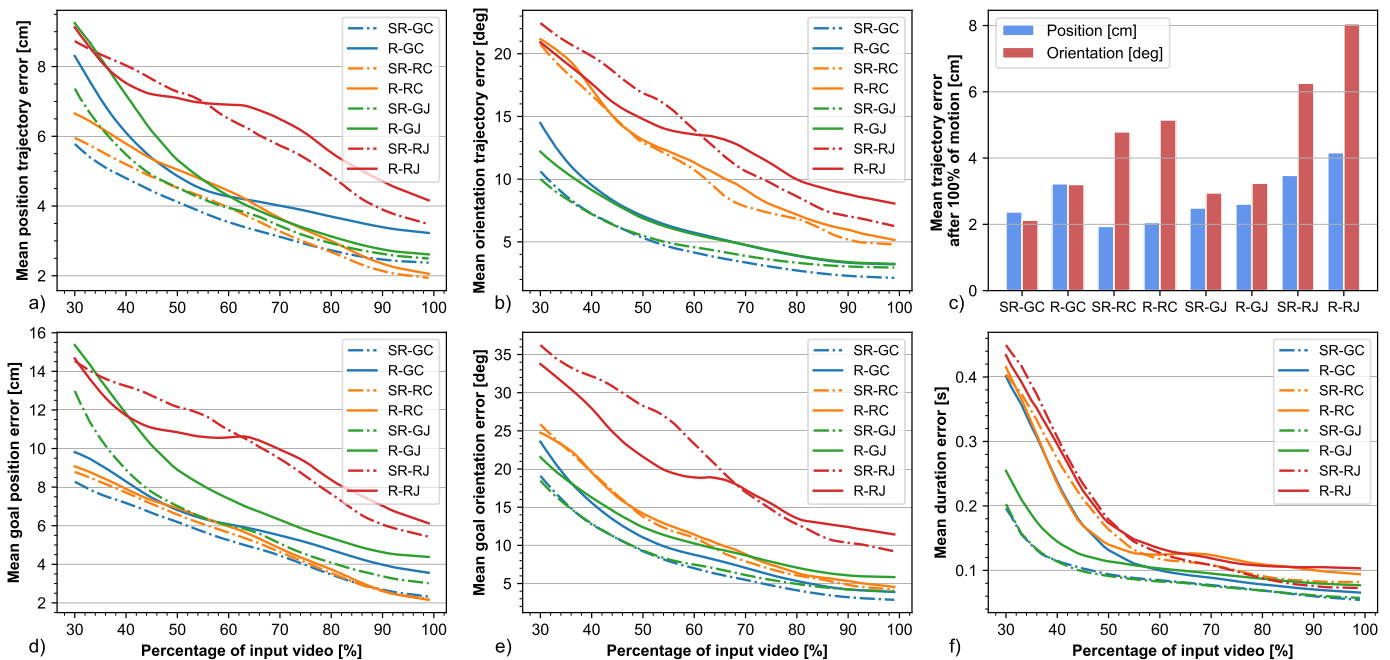 Mean position trajectory error [cm]
8
6
4
2
30 40 50 60 70 80 90 100
a)
SR-GC
R-GC
SR-RC
R-RC
SR-GJ
R-GJ
SR-RJ
R-RJ
Mean orientation trajectory error [deg]
20
15
10
5
30 40 50 60 70 80 90 100
b)
SR-GC
R-GC
SR-RC
R-RC
SR-GJ
R-GJ
SR-RJ
R-RJ
Mean trajectory error
after 100% of motion [cm]
8
6
4
2
0
Position [cm]
Orientation [deg]
SR-GC R-GC SR-RC R-RC SR-GJ R-GJ SR-RJ R-RJ
c)
Mean goal position error [cm]
16
14
12
10
8
6
4
2
30 40 50 60 70 80 90 100
Percentage of input video [%]
d)
SR-GC
R-GC
SR-RC
R-RC
SR-GJ
R-GJ
SR-RJ
R-RJ
Mean goal orientation error [deg]
35
30
25
20
15
10
5
30 40 50 60 70 80 90 100
Percentage of input video [%]
e)
SR-GC
R-GC
SR-RC
R-RC
SR-GJ
R-GJ
SR-RJ
R-RJ
Mean duration error [s]
0.4
0.3
0.2
0.1
30 40 50 60 70 80 90 100
Percentage of input video [%]
f)
SR-GC
R-GC
SR-RC
R-RC
SR-GJ
R-GJ
SR-RJ
R-RJ